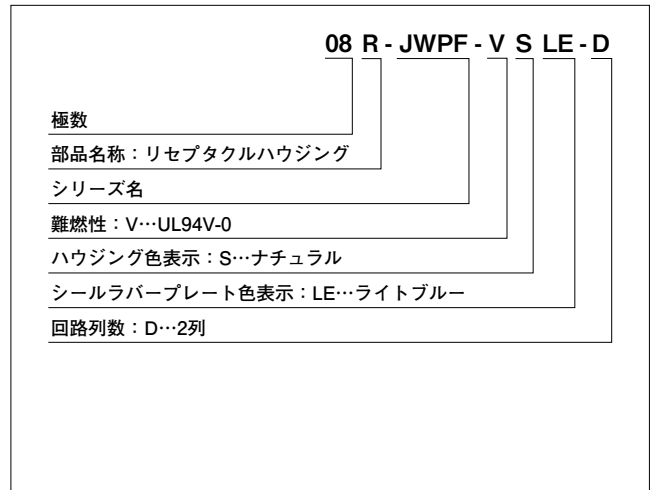 08 R - JWPF - V S LE - D
極数
部品名称：リセプタクルハウジング
シリーズ名
難燃性：V…UL94V-0
ハウジング色表示：S…ナチュラル
シールラバープレート色表示：LE…ライトブルー
回路列数：D…2列